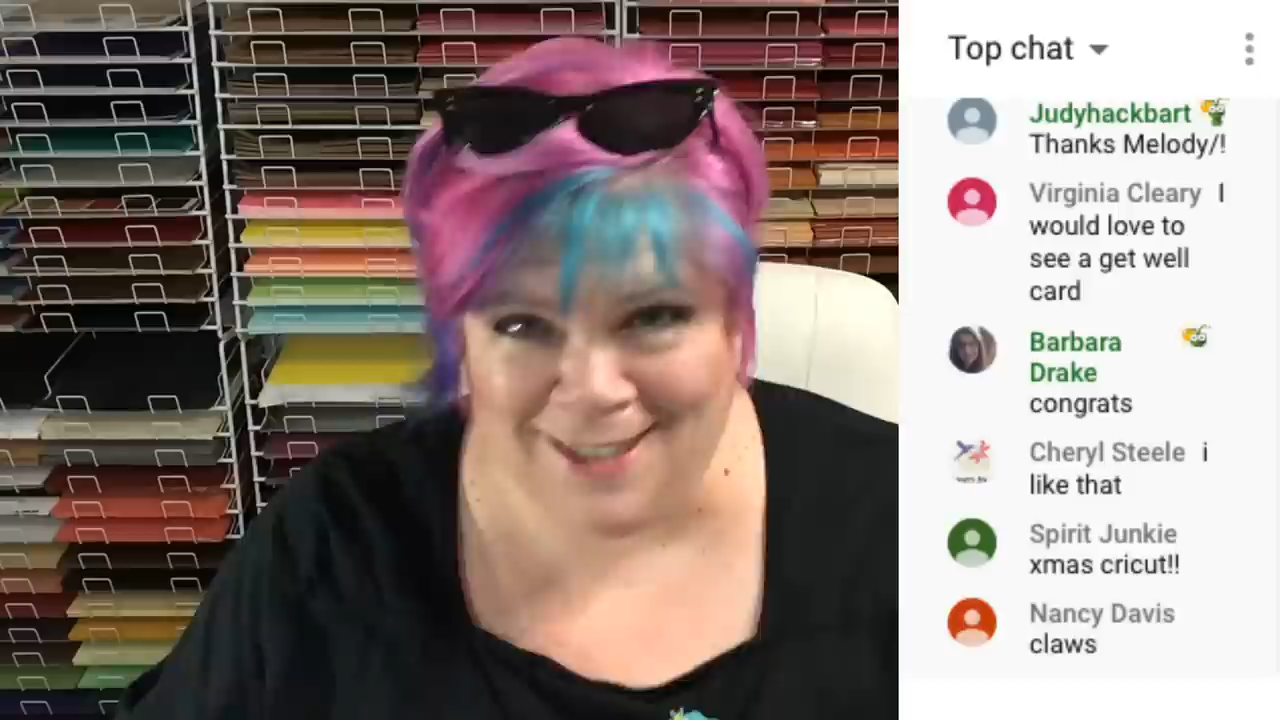 Top chat
Judyhackbart
Thanks Melody/!
Virginia Cleary I
would love to
see a get well
card
Barbara
Drake
congrats
Cheryl Steele i
like that
Spirit Junkie
xmas cricut!!
Nancy Davis
claws